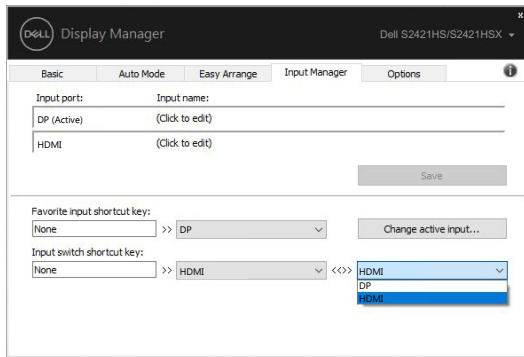 DELL Display Manager Dell S2421HS/S2421HSX
x
Basic Auto Mode Easy Arrange Input Manager Options i
Input port: Input name:
DP (Active) (Click to edit)
HDMI (Click to edit)
Save
Favorite input shortcut key:
None >> DP Change active input...
Input switch shortcut key:
None >> HDMI <<>> HDMI
DP
HDMI